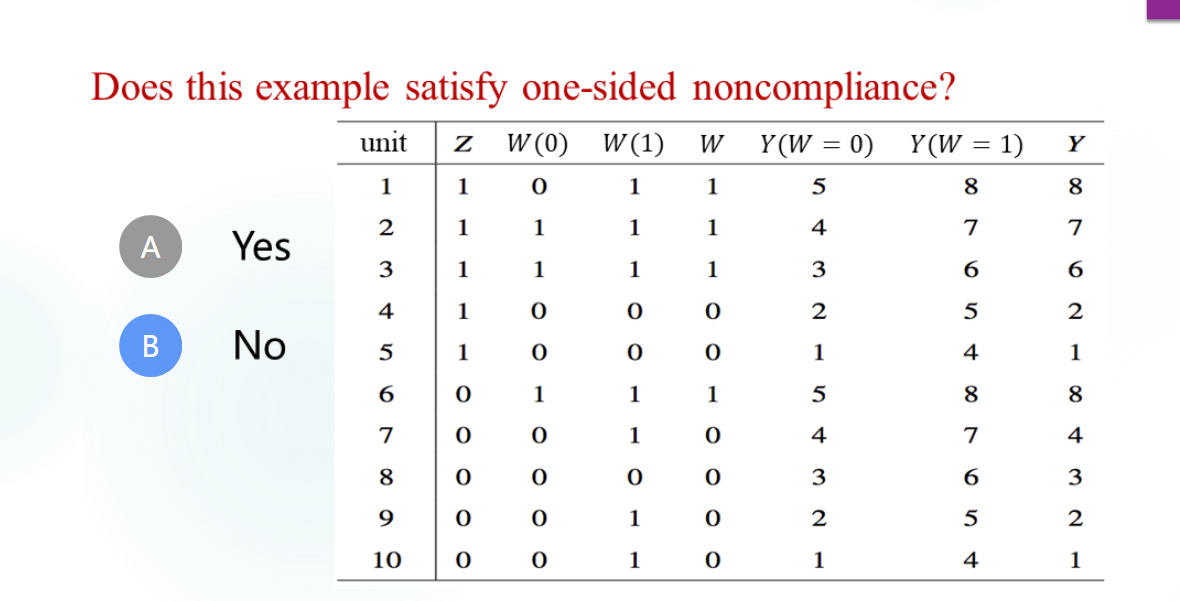 Does this example satisfy one-sided noncompliance?
A Yes
B No
unit Z W(0) W(1) W Y(W = 0) Y(W = 1) Y
1 1 0 1 1 5 8 8
2 1 1 1 1 4 7 7
3 1 1 1 1 3 6 6
4 1 0 0 0 2 5 2
5 1 0 0 0 1 4 1
6 0 1 1 1 5 8 8
7 0 0 1 0 4 7 4
8 0 0 0 0 3 6 3
9 0 0 1 0 2 5 2
10 0 0 1 0 1 4 1